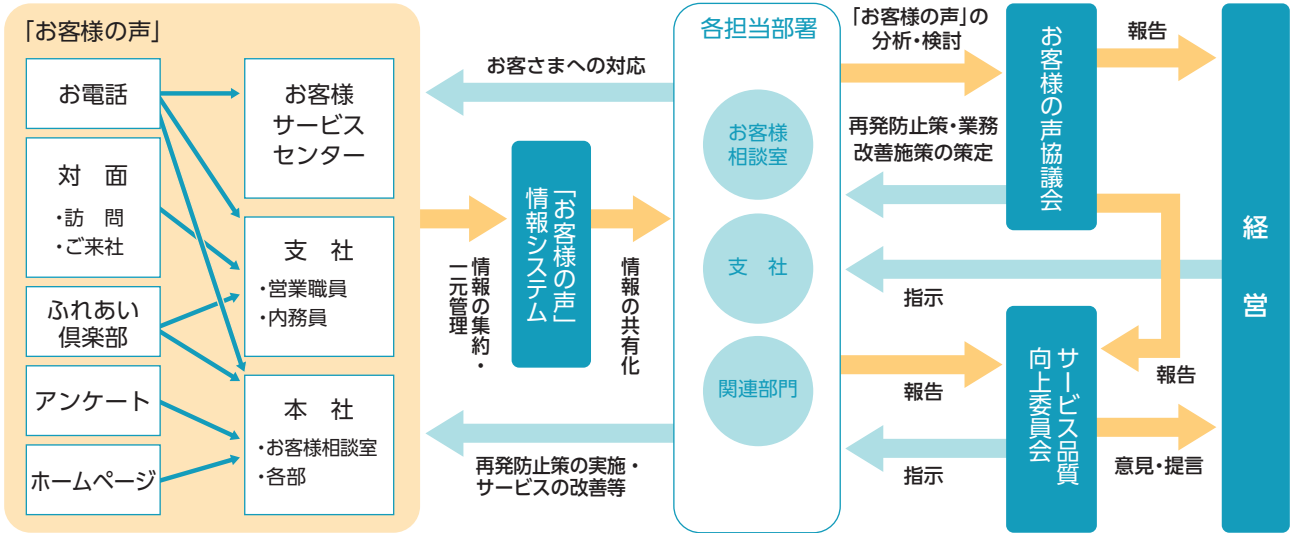 「お客様の声」
お電話
対　面
・訪　問
・ご来社
ふれあい
倶楽部
アンケート
ホームページ
お客様
サービス
センター
支　社
・営業職員
・内務員
本　社
・お客様相談室
・各部
情報の集約・
一元管理
「お客様の声」
情報システム
情報の共有化
お客さまへの対応
再発防止策の実施・
サービスの改善等
各担当部署
お客様
相談室
支　社
関連部門
「お客様の声」の
分析・検討
再発防止策・業務
改善施策の策定
指示
報告
指示
お客様の声協議会
サービス品質
向上委員会
報告
報告
意見・提言
経　営